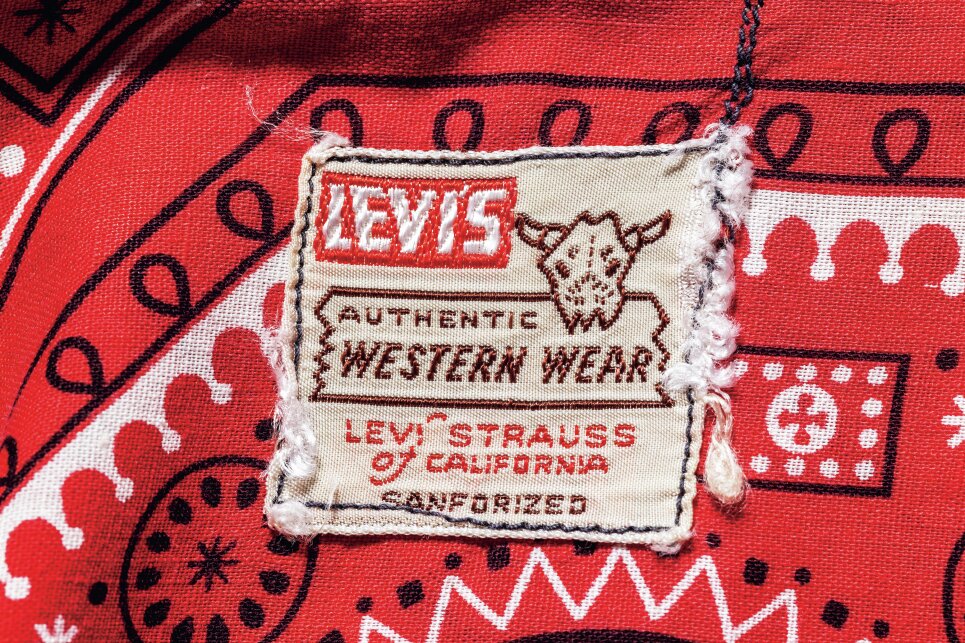 LEVI'S
AUTHENTIC
WESTERN WEAR
LEVI STRAUSS
of CALIFORNIA
SANFORIZED